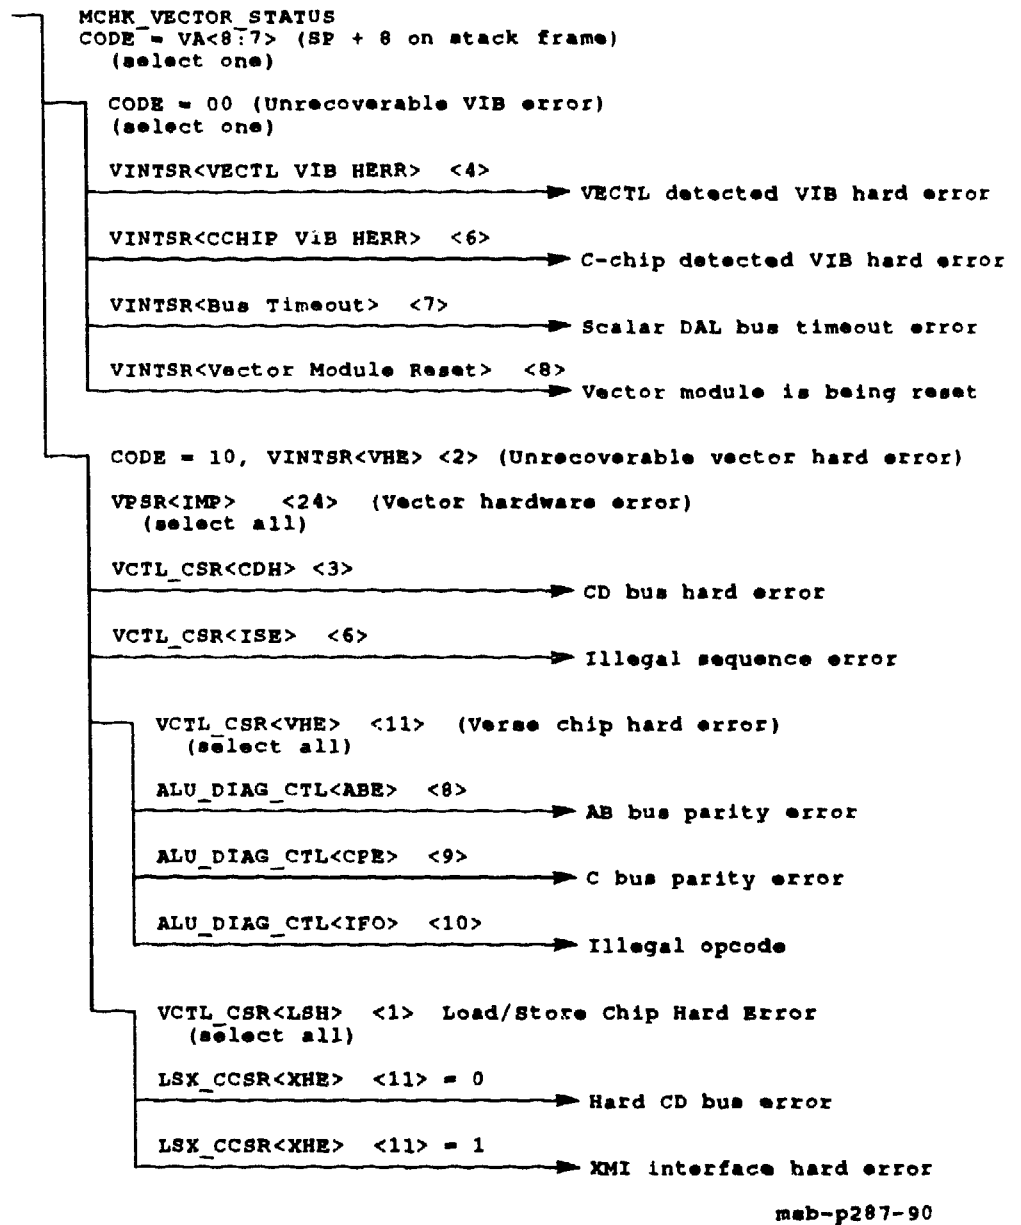 MCHK_VECTOR_STATUS
CODE = VA<8:7> (SP + 8 on stack frame)
(select one)
CODE = 00 (Unrecoverable VIB error)
(select one)
VINTSR<VECTL VIB HERR> <4>
VECTL detected VIB hard error
VINTSR<CCHIP VIB HERR> <6>
C-chip detected VIB hard error
VINTSR<Bus Timeout> <7>
Scalar DAL bus timeout error
VINTSR<Vector Module Reset> <8>
Vector module is being reset
CODE = 10, VINTSR<VHE> <2> (Unrecoverable vector hard error)
VPSR<IMP> <24> (Vector hardware error)
(select all)
VCTL_CSR<CDH> <3>
CD bus hard error
VCTL_CSR<ISE> <6>
Illegal sequence error
VCTL_CSR<VHE> <11> (Verse chip hard error)
(select all)
ALU_DIAG_CTL<ABE> <8>
AB bus parity error
ALU_DIAG_CTL<CPE> <9>
C bus parity error
ALU_DIAG_CTL<IFO> <10>
Illegal opcode
VCTL_CSR<LSH> <1> Load/Store Chip Hard Error
(select all)
LSX_CCSR<XHE> <11> = 0
Hard CD bus error
LSX_CCSR<XHE> <11> = 1
XMI interface hard error
msb-p287-90